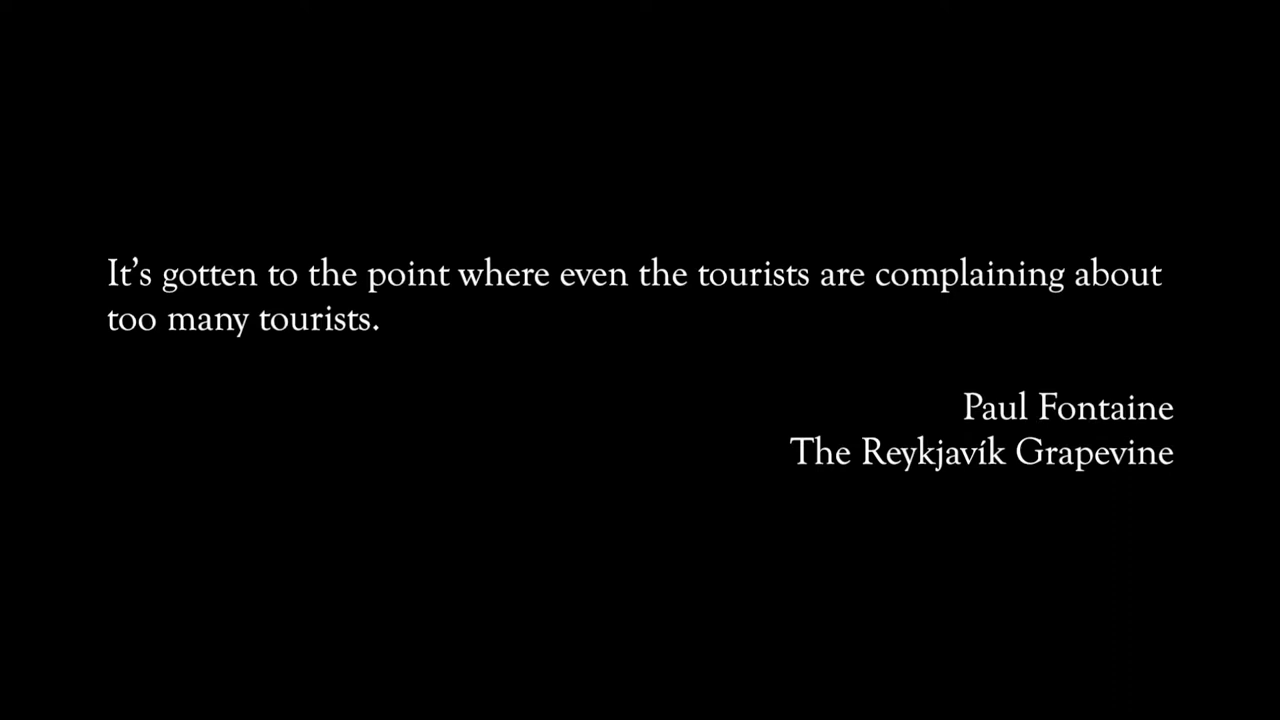 It’s gotten to the point where even the tourists are complaining about
too many tourists.
Paul Fontaine
The Reykjavík Grapevine